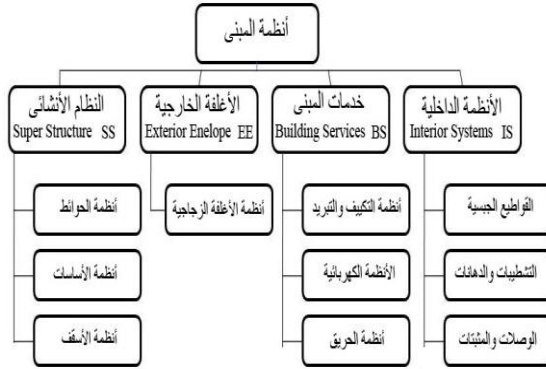 أنظمة المبنى
الأنظمة الداخلية
Interior Systems IS
خدمات المبنى
Building Services BS
الأغلفة الخارجية
Exterior Enelope EE
النظام الأنشائى
Super Structure SS
القواطيع الجبسية
أنظمة التكييف والتبريد
أنظمة الأغلفة الزجاجية
أنظمة الحوائط
التشطيبات والدهانات
الأنظمة الكهربائية
أنظمة الأساسات
الوصلات والمثبتات
أنظمة الحريق
أنظمة الأسقف